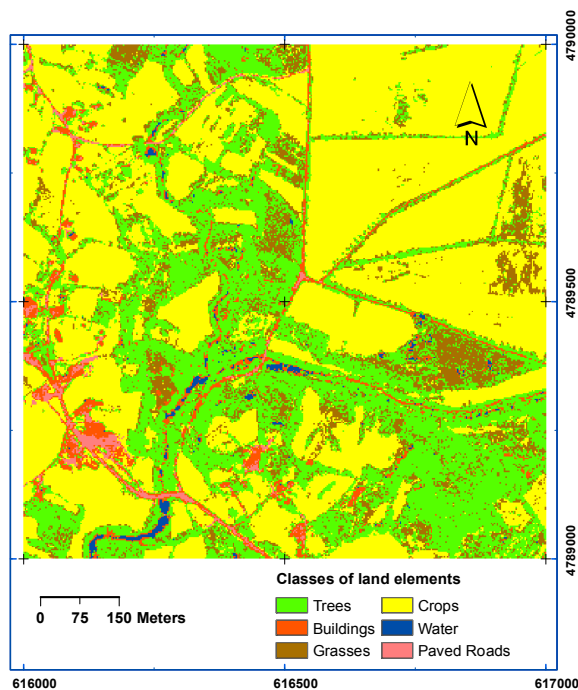 4790000
N
4789500
4789000
Classes of land elements
Trees Crops
Buildings Water
Grasses Paved Roads
0 75 150 Meters
616000 616500 617000